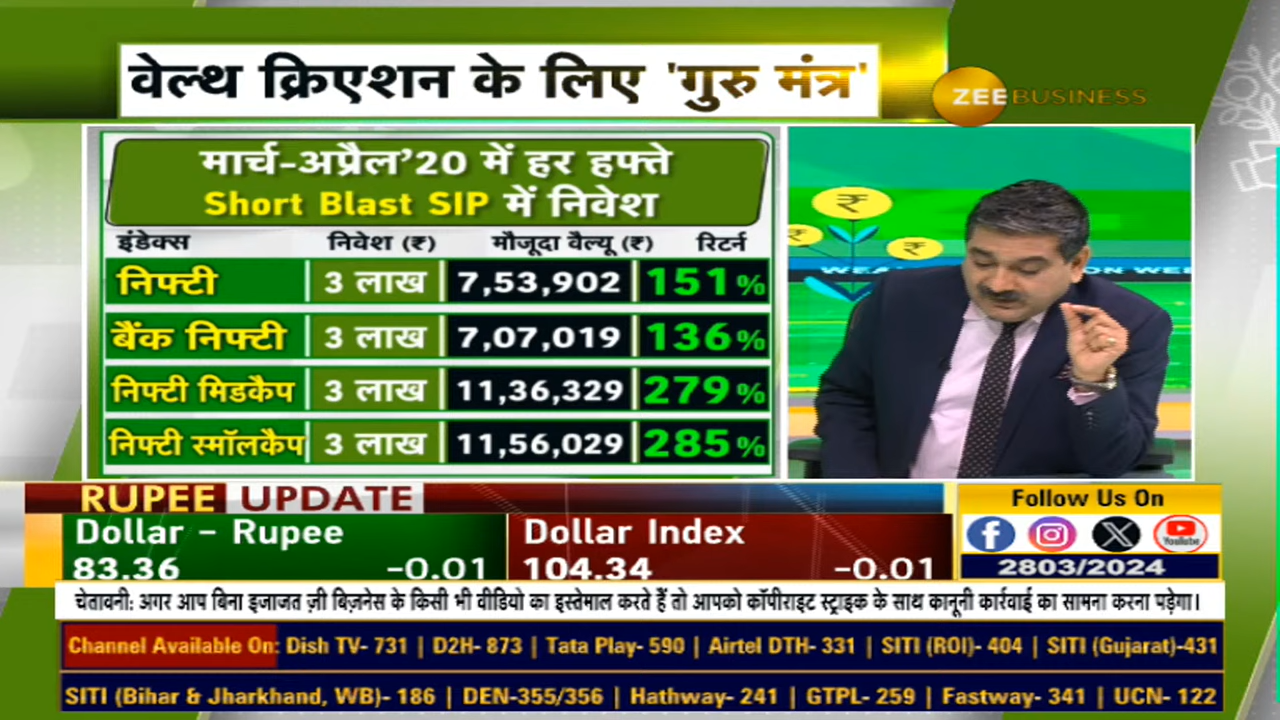 वेल्थ क्रिएशन के लिए 'गुरु मंत्र'
ZEE BUSINESS
मार्च-अप्रैल'20 में हर हफ्ते
Short Blast SIP में निवेश
इंडेक्स निवेश (₹) मौजूदा वैल्यू (₹) रिटर्न
निफ्टी 3 लाख 7,53,902 151%
बैंक निफ्टी 3 लाख 7,07,019 136%
निफ्टी मिडकैप 3 लाख 11,36,329 279%
निफ्टी स्मॉलकैप 3 लाख 11,56,029 285%
RUPEE UPDATE
Dollar - Rupee
83.36 -0.01
Dollar Index
104.34 -0.01
Follow Us On
YouTube
2803/2024
चेतावनी: अगर आप बिना इजाजत ज़ी बिज़नेस के किसी भी वीडियो का इस्तेमाल करते हैं तो आपको कॉपीराइट स्ट्राइक के साथ कानूनी कार्रवाई का सामना करना पड़ेगा।
Channel Available On: Dish TV- 731 | D2H- 873 | Tata Play- 590 | Airtel DTH- 331 | SITI (ROI)- 404 | SITI (Gujarat)-431
SITI (Bihar & Jharkhand, WB)- 186 | DEN-355/356 | Hathway- 241 | GTPL- 259 | Fastway- 341 | UCN- 122